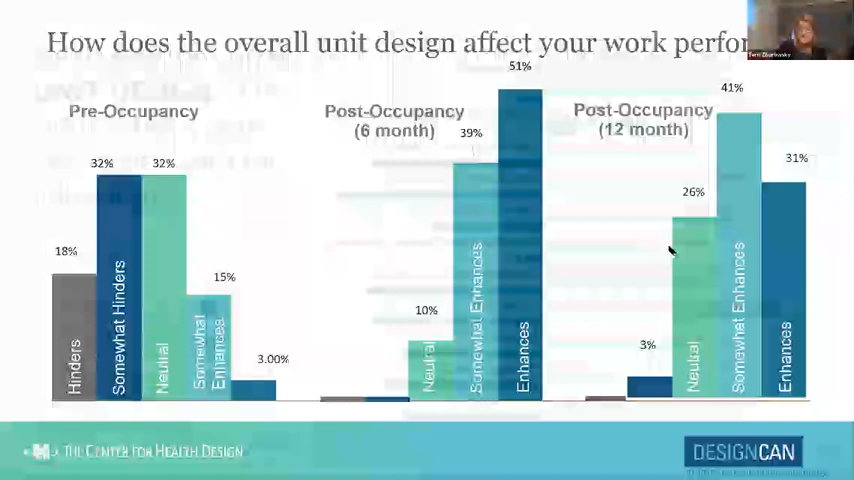 How does the overall unit design affect your work perfor
Pre-Occupancy
18%
32%
32%
15%
3.00%
Hinders
Somewhat Hinders
Neutral
Somewhat
Enhances
Post-Occupancy
(6 month)
10%
39%
51%
Neutral
Somewhat Enhances
Enhances
Post-Occupancy
(12 month)
3%
26%
41%
31%
Neutral
Somewhat Enhances
Enhances
THE CENTER FOR HEALTH DESIGN
DESIGNCAN